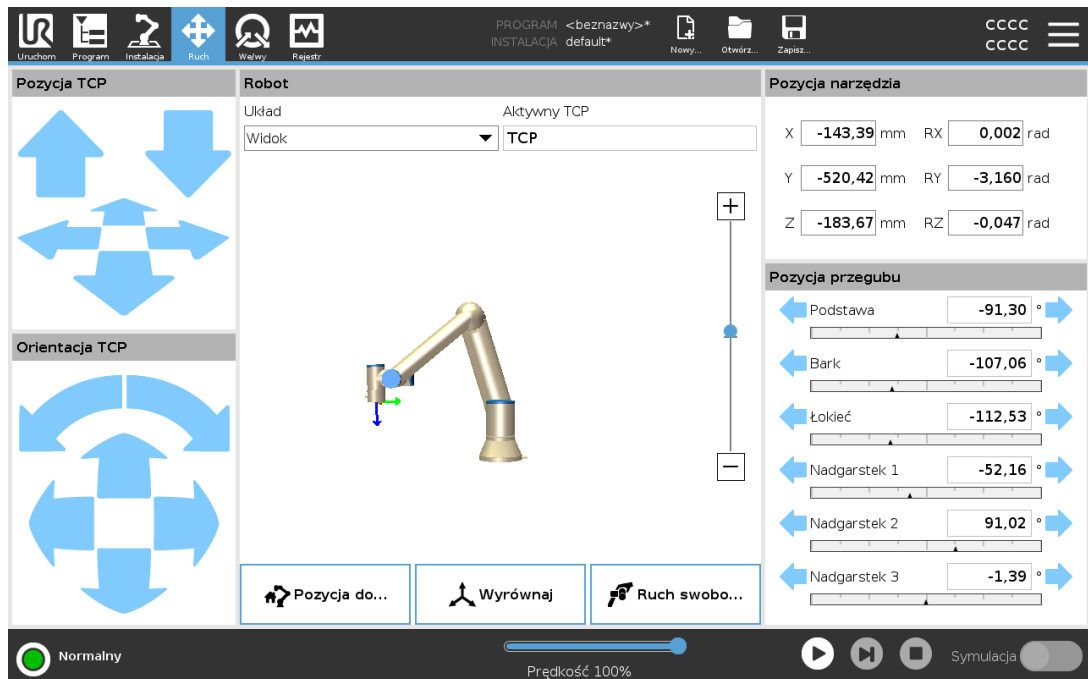 PROGRAM <beznazwy>*
INSTALACJA default*
UR
Uruchom Program Instalacja Ruch We/wy Rejestr Nowy... Otwórz... Zapisz...
CCCC
CCCC
Pozycja TCP
Orientacja TCP
Robot
Układ Aktywny TCP
Widok TCP
+
−
Pozycja do... Wyrównaj Ruch swobo...
Pozycja narzędzia
X -143,39 mm RX 0,002 rad
Y -520,42 mm RY -3,160 rad
Z -183,67 mm RZ -0,047 rad
Pozycja przegubu
Podstawa -91,30 °
Bark -107,06 °
Łokieć -112,53 °
Nadgarstek 1 -52,16 °
Nadgarstek 2 91,02 °
Nadgarstek 3 -1,39 °
Normalny
Prędkość 100%
Symulacja